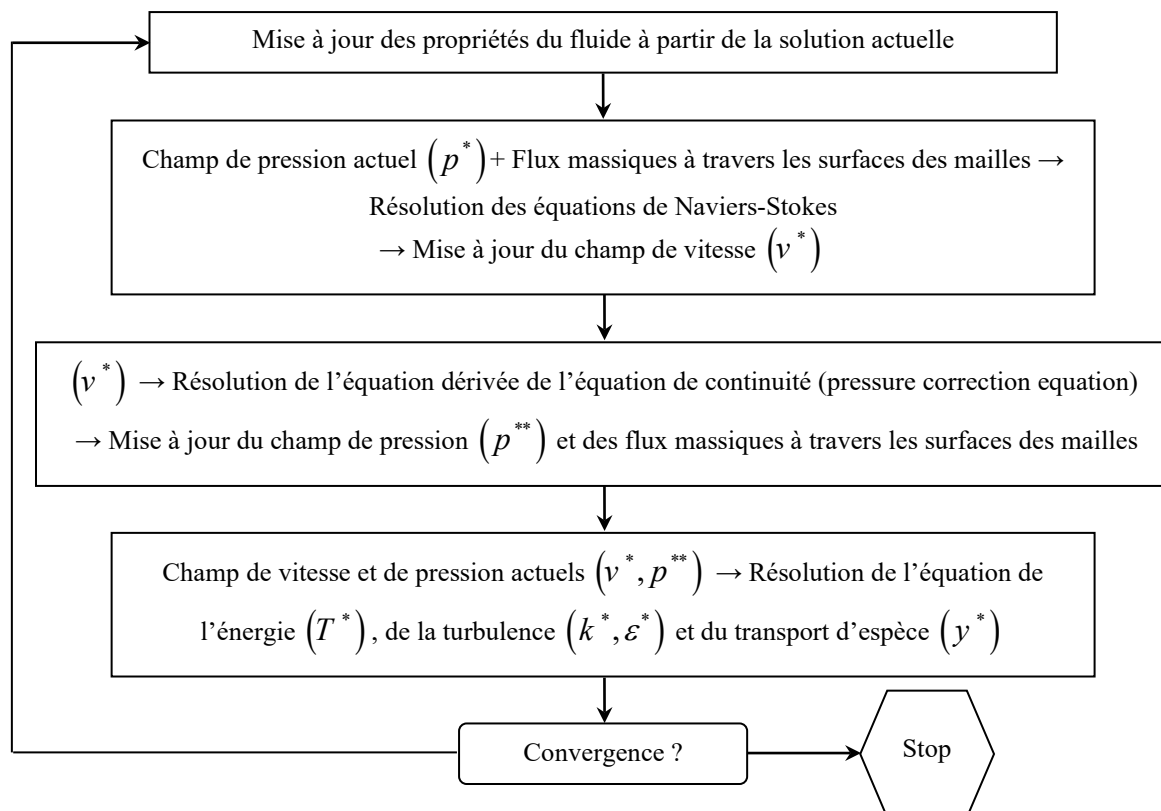 Mise à jour des propriétés du fluide à partir de la solution actuelle
Champ de pression actuel (p*)+ Flux massiques à travers les surfaces des mailles →
Résolution des équations de Naviers-Stokes
→ Mise à jour du champ de vitesse (v*)
(v*) → Résolution de l’équation dérivée de l’équation de continuité (pressure correction equation)
→ Mise à jour du champ de pression (p**) et des flux massiques à travers les surfaces des mailles
Champ de vitesse et de pression actuels (v*, p**) → Résolution de l’équation de
l’énergie (T*) , de la turbulence (k*, ε*) et du transport d’espèce (y*)
Convergence ?
Stop